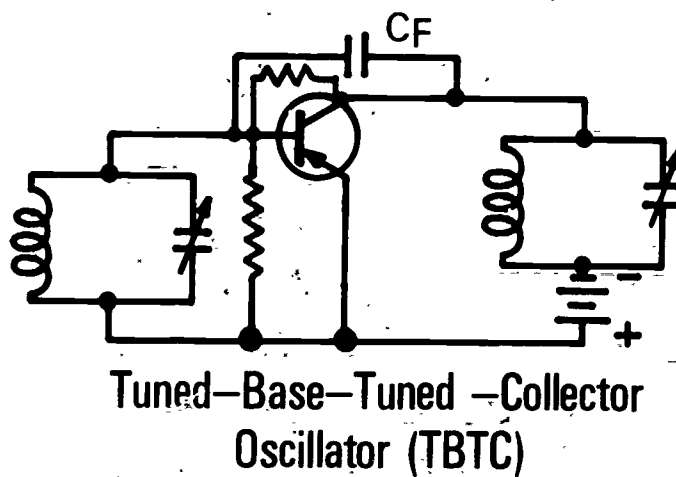 CF
−
+
Tuned–Base–Tuned –Collector
Oscillator (TBTC)